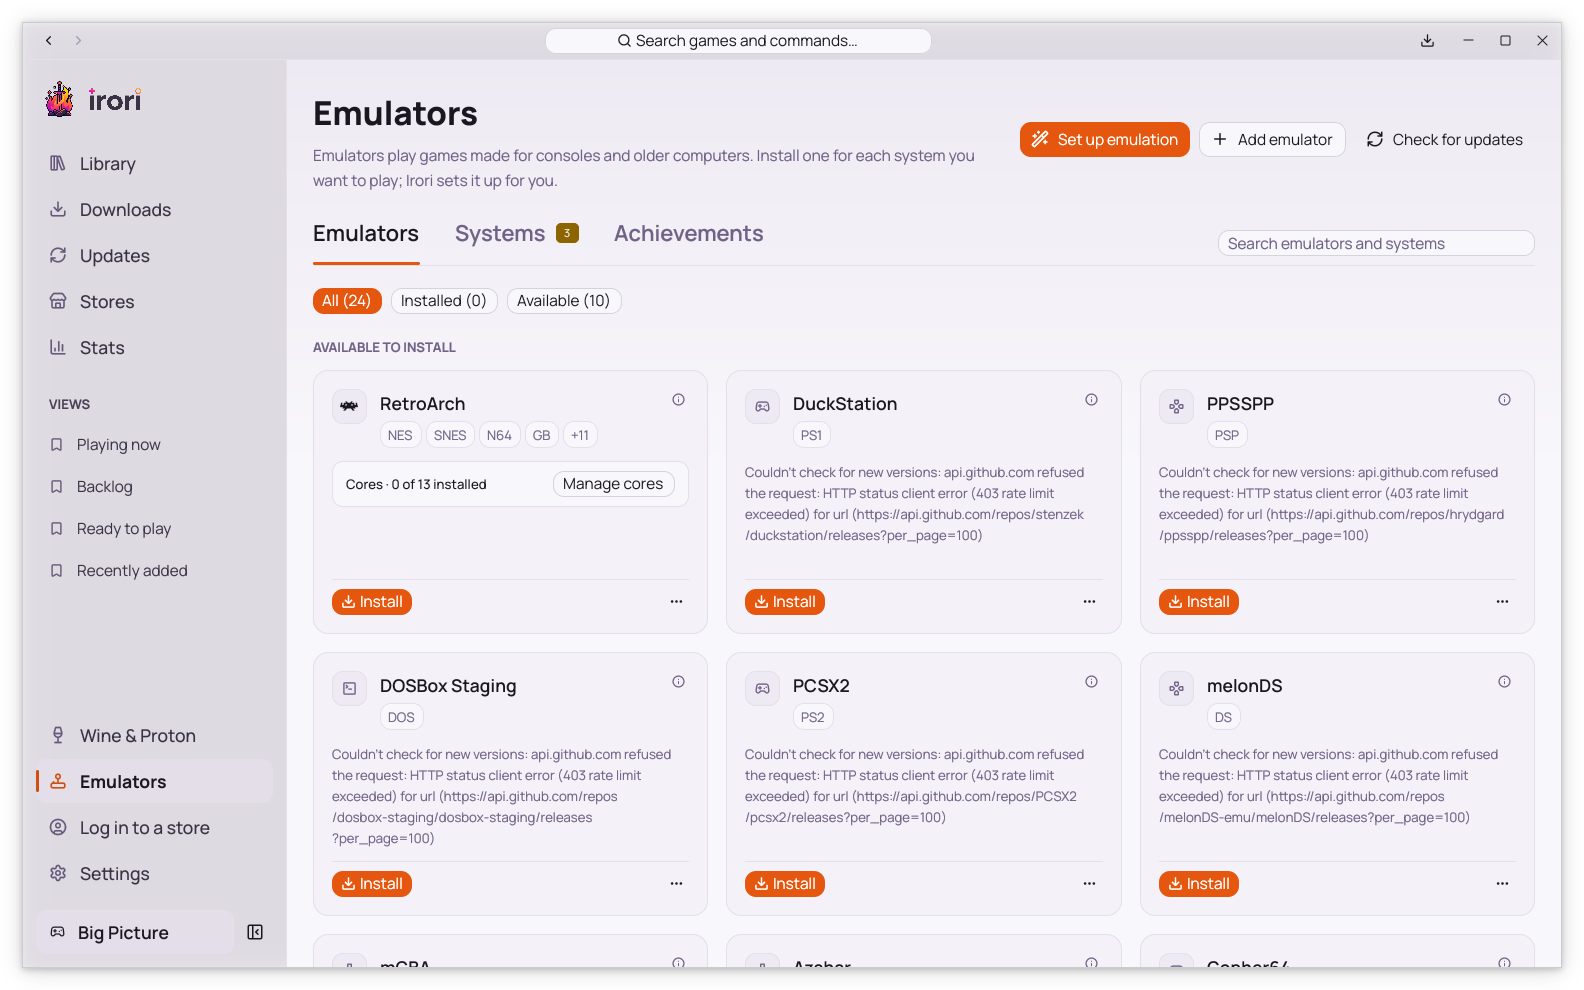 Search games and commands...
irori
Library
Downloads
Updates
Stores
Stats
VIEWS
Playing now
Backlog
Ready to play
Recently added
Wine & Proton
Emulators
Log in to a store
Settings
Big Picture
Emulators
Emulators play games made for consoles and older computers. Install one for each system you
want to play; Irori sets it up for you.
Set up emulation
Add emulator
Check for updates
Emulators
Systems 3
Achievements
Search emulators and systems
All (24)
Installed (0)
Available (10)
AVAILABLE TO INSTALL
RetroArch
NES SNES N64 GB +11
Cores · 0 of 13 installed
Manage cores
Install
DuckStation
PS1
Couldn't check for new versions: api.github.com refused
the request: HTTP status client error (403 rate limit
exceeded) for url (https://api.github.com/repos/stenzek
/duckstation/releases?per_page=100)
Install
PPSSPP
PSP
Couldn't check for new versions: api.github.com refused
the request: HTTP status client error (403 rate limit
exceeded) for url (https://api.github.com/repos/hrydgard
/ppsspp/releases?per_page=100)
Install
DOSBox Staging
DOS
Couldn't check for new versions: api.github.com refused
the request: HTTP status client error (403 rate limit
exceeded) for url (https://api.github.com/repos
/dosbox-staging/dosbox-staging/releases
?per_page=100)
Install
PCSX2
PS2
Couldn't check for new versions: api.github.com refused
the request: HTTP status client error (403 rate limit
exceeded) for url (https://api.github.com/repos/PCSX2
/pcsx2/releases?per_page=100)
Install
melonDS
DS
Couldn't check for new versions: api.github.com refused
the request: HTTP status client error (403 rate limit
exceeded) for url (https://api.github.com/repos
/melonDS-emu/melonDS/releases?per_page=100)
Install
mGBA
Azahar
Gopher64